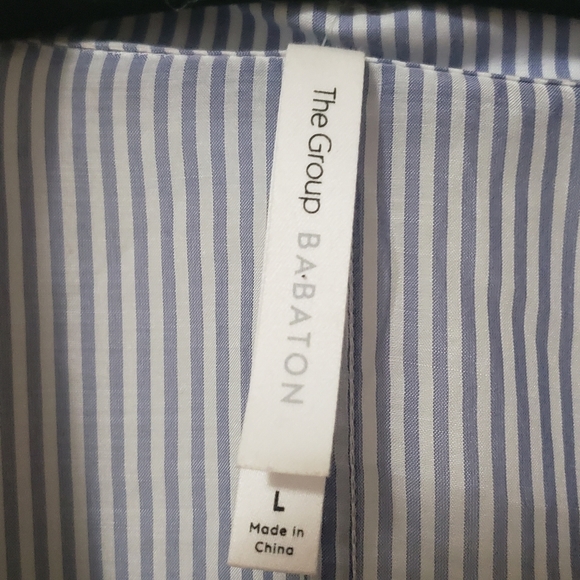 The Group BABATON
L
Made in
China